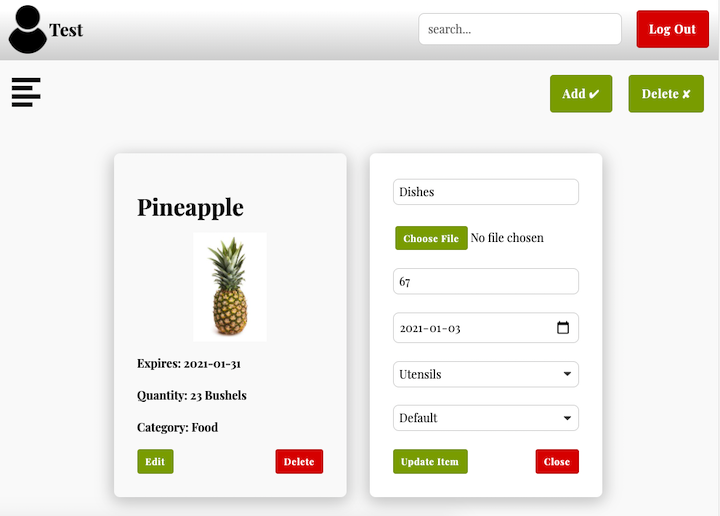 Test
search...
Log Out
Add ✔
Delete ✘
Pineapple
Expires: 2021-01-31
Quantity: 23 Bushels
Category: Food
Edit
Delete
Dishes
Choose File No file chosen
67
2021-01-03
Utensils
Default
Update Item
Close